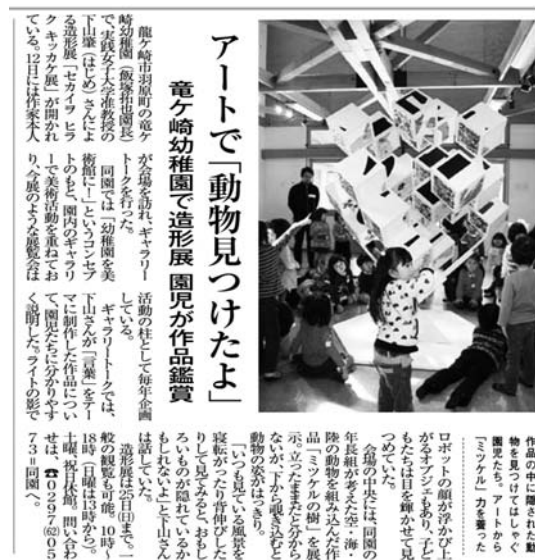 アートで「動物見つけたよ」
竜ケ崎幼稚園で造形展 園児が作品鑑賞
龍ケ崎市羽原町の竜ケ
崎幼稚園（飯塚拓也園長）
で、実践女子大学准教授の
下山肇（はじめ）さんによ
る造形展「セカイヲ ヒラ
ク キッカケ展」が開かれ
ている。12日には作家本人
が会場を訪れ、ギャラリー
トークを行った。
同園では「幼稚園を美
術館に！」というコンセプ
トのもと、園内のギャラリ
ーで美術活動を重ねてお
り、今展のような展覧会は
活動の柱として毎年企画
している。
ギャラリートークでは、
下山さんが「言葉」をテー
マに制作した作品につい
て、園児たちに分かりやす
く説明した。ライトの影で
ロボットの顔が浮かび上
がるオブジェもあり、子ど
もたちは目を輝かせて見
つめていた。
会場の中央には、同園の
年長組が考えた空・海・
陸の動物を組み込んだ作
品「ミッケルの樹」を展
示。立ったままだと分から
ないが、下から覗き込むと
動物の姿がはっきり。
「いつも見ている風景を
寝転がったり背伸びした
りして見てみると、おもし
ろいものが隠れているか
もしれないよ」と下山さん
は話していた。
造形展は25日㈰まで。一
般の観覧も可能。10時～
18時（日曜は13時から）。
土曜、祝日休館。問い合わ
せは、☎0297㉒05
73＝同園へ。
作品の中に隠された動
物を見つけてはしゃぐ
園児たち。アートから
「ミッケル」力を養った